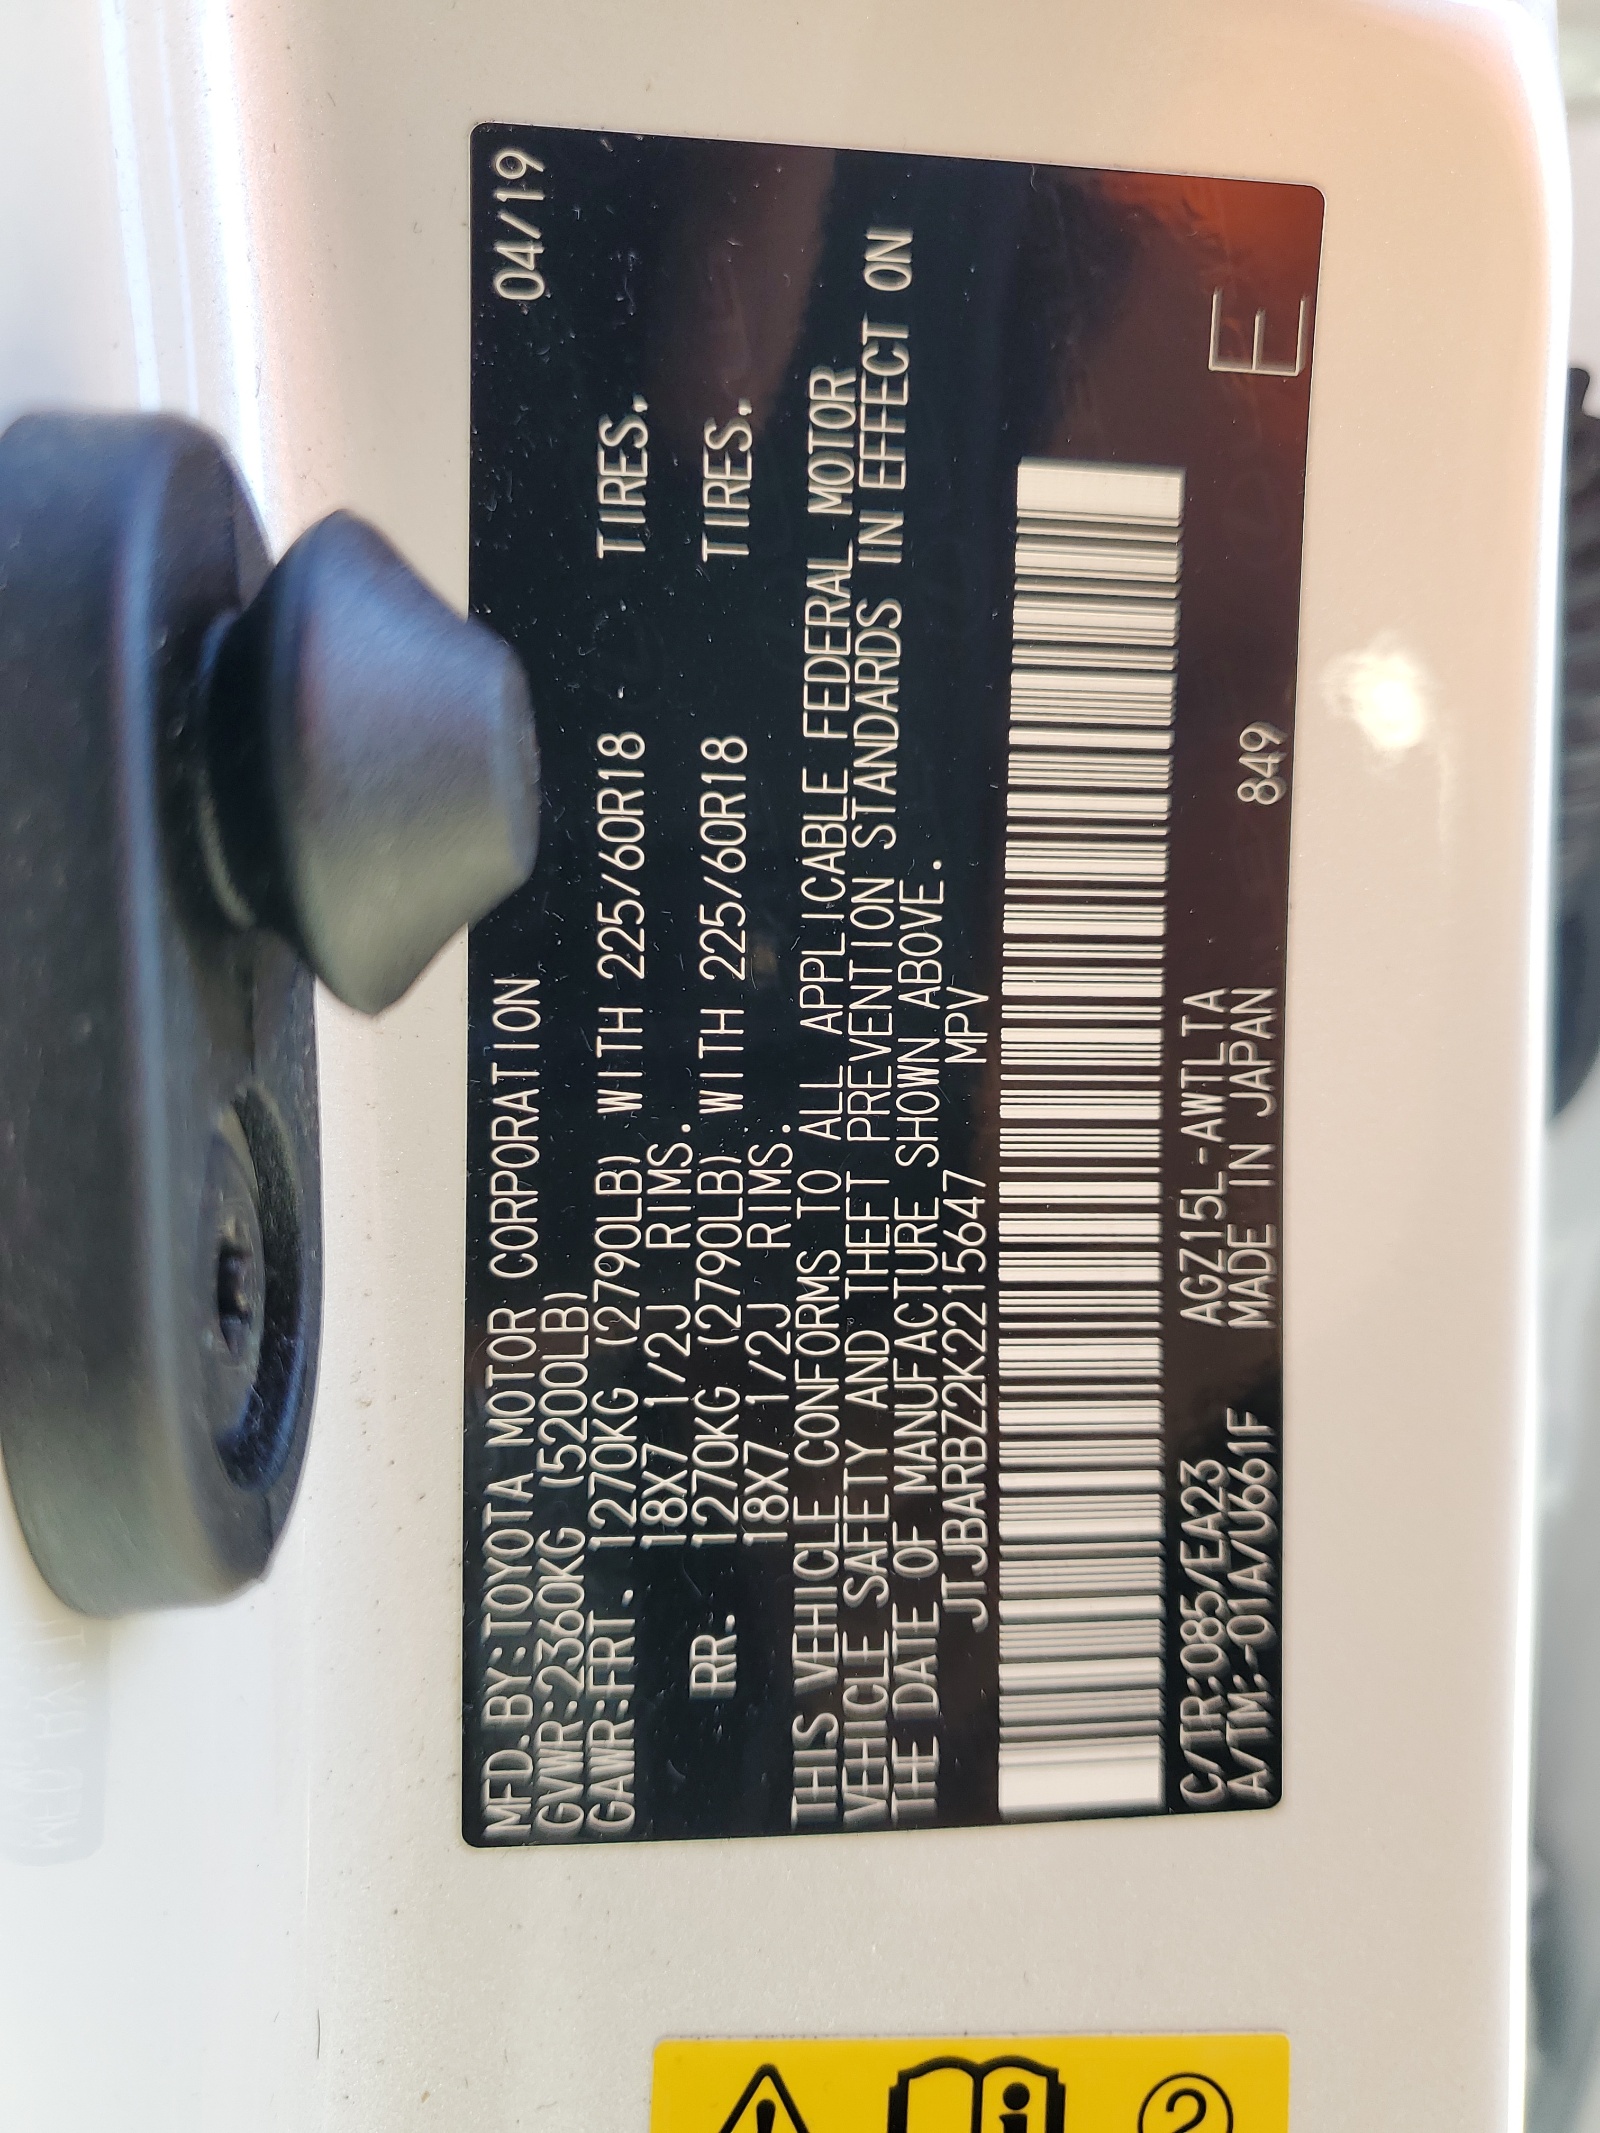 MFD.BY:TOYOTA MOTOR CORPORATION 04/19
GVWR:2360KG (5200LB)
GAWR:FRT. 1270KG (2790LB) WITH 225/60R18 TIRES,
18X7 1/2J RIMS.
RR. 1270KG (2790LB) WITH 225/60R18 TIRES,
18X7 1/2J RIMS.
THIS VEHICLE CONFORMS TO ALL APPLICABLE FEDERAL MOTOR
VEHICLE SAFETY AND THEFT PREVENTION STANDARDS IN EFFECT ON
THE DATE OF MANUFACTURE SHOWN ABOVE.
JTJBARBZ2K2215647 MPV
C/TR:085/EA23 AGZ15L-AWTLTA
A/TM:-01A/U661F MADE IN JAPAN 849
E
2